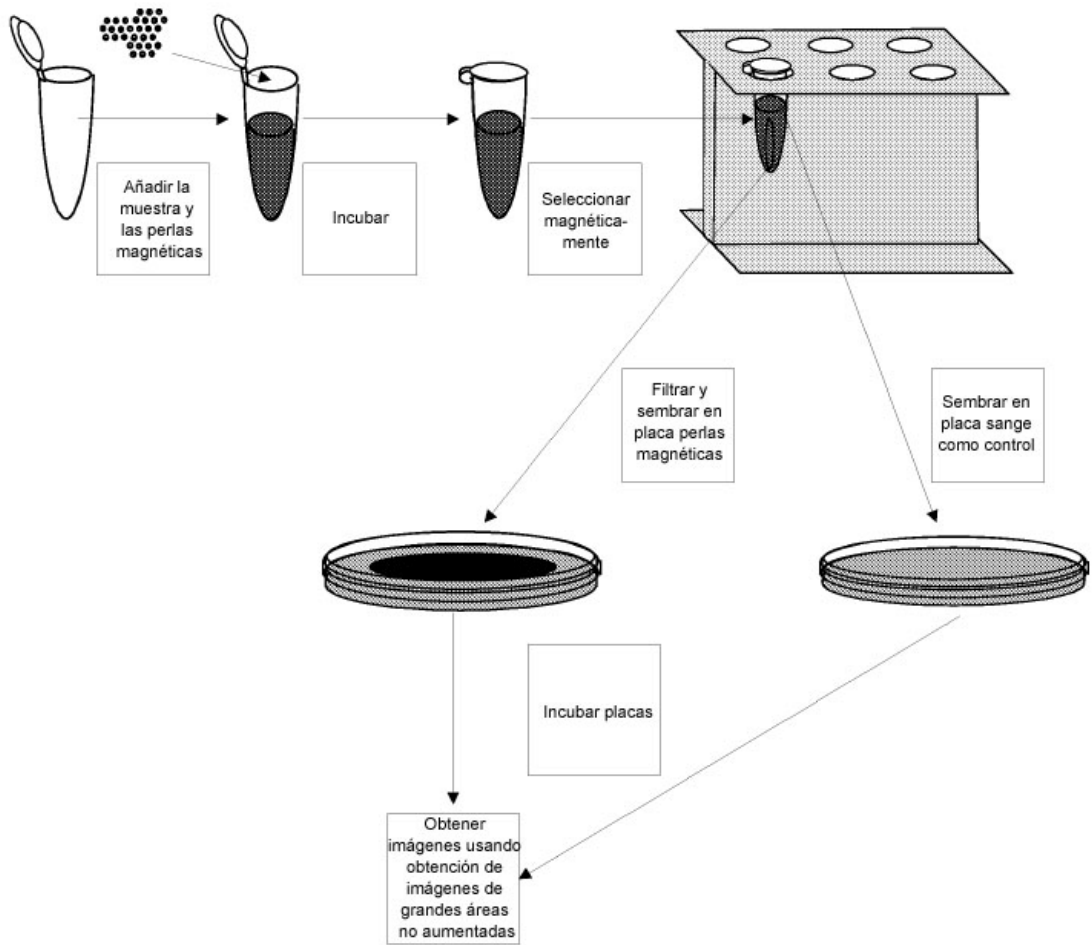 Añadir la
muestra y
las perlas
magnéticas
Incubar
Seleccionar
magnética-
mente
Filtrar y
sembrar en
placa perlas
magnéticas
Sembrar en
placa sange
como control
Incubar placas
Obtener
imágenes usando
obtención de
imágenes de
grandes áreas
no aumentadas